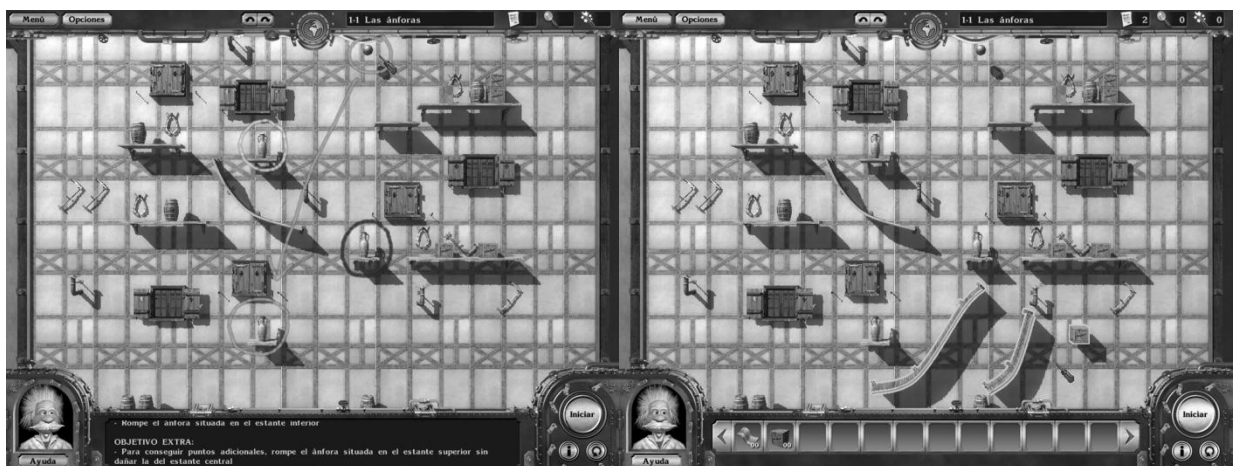 Menú Opciones 1-1 Las ánforas
- Rompe el ánfora situada en el estante inferior
OBJETIVO EXTRA:
- Para conseguir puntos adicionales, rompe el ánfora situada en el estante superior sin
dañar la del estante central
Iniciar
Ayuda
Menú Opciones 1-1 Las ánforas 2 0 0
Iniciar
Ayuda